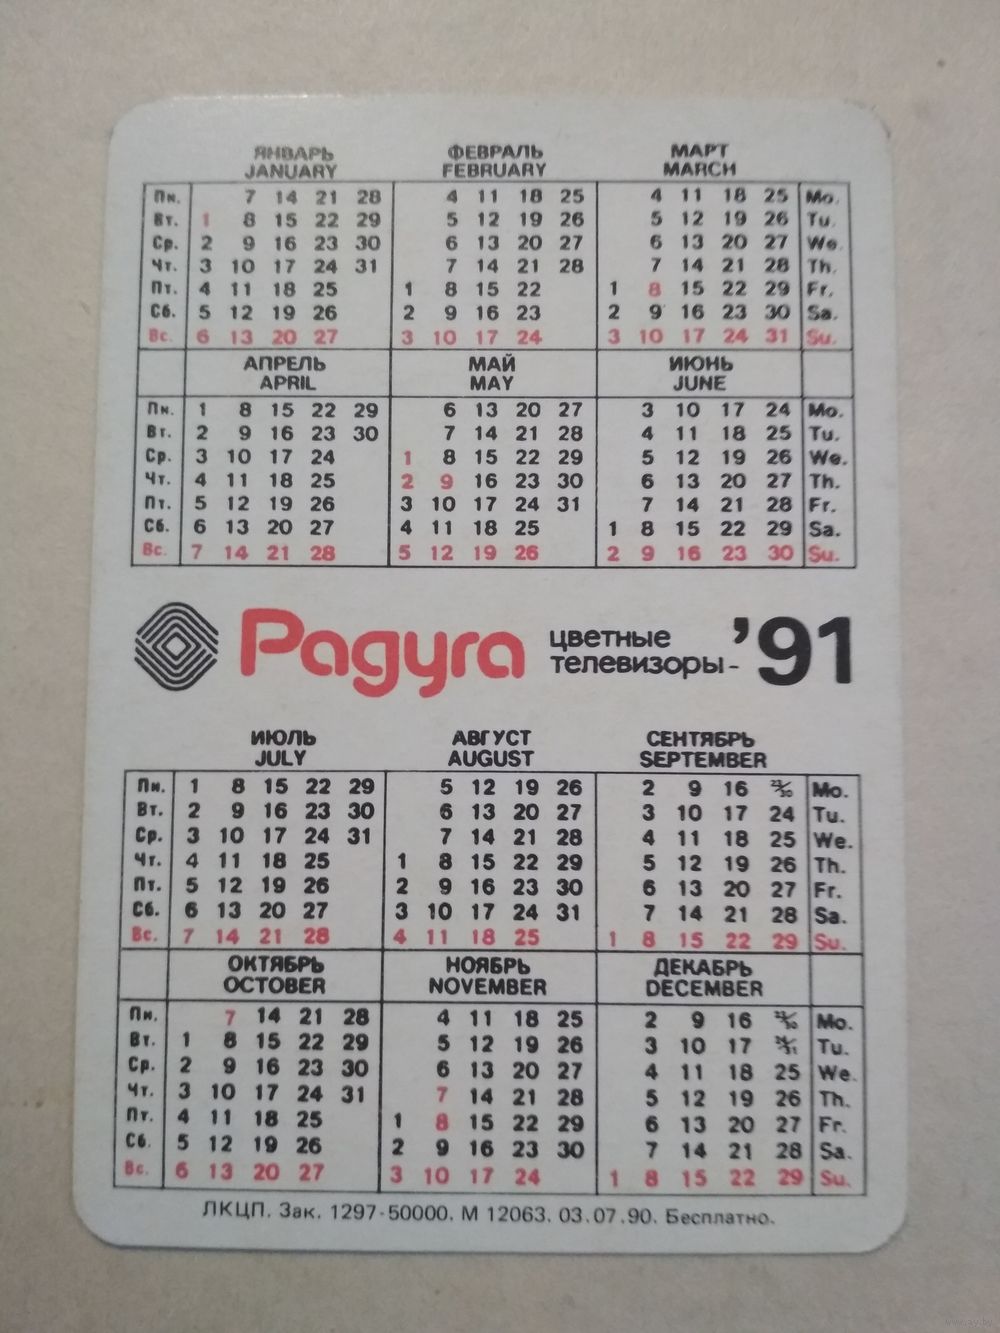 ЯНВАРЬ ФЕВРАЛЬ МАРТ
JANUARY FEBRUARY MARCH
Пн. 7 14 21 28 4 11 18 25 4 11 18 25 Mo.
Вт. 1 8 15 22 29 5 12 19 26 5 12 19 26 Tu.
Ср. 2 9 16 23 30 6 13 20 27 6 13 20 27 We.
Чт. 3 10 17 24 31 7 14 21 28 7 14 21 28 Th.
Пт. 4 11 18 25 1 8 15 22 1 8 15 22 29 Fr.
Сб. 5 12 19 26 2 9 16 23 2 9 16 23 30 Sa.
Вс. 6 13 20 27 3 10 17 24 3 10 17 24 31 Su.
АПРЕЛЬ МАЙ ИЮНЬ
APRIL MAY JUNE
Пн. 1 8 15 22 29 6 13 20 27 3 10 17 24 Mo.
Вт. 2 9 16 23 30 7 14 21 28 4 11 18 25 Tu.
Ср. 3 10 17 24 1 8 15 22 29 5 12 19 26 We.
Чт. 4 11 18 25 2 9 16 23 30 6 13 20 27 Th.
Пт. 5 12 19 26 3 10 17 24 31 7 14 21 28 Fr.
Сб. 6 13 20 27 4 11 18 25 1 8 15 22 29 Sa.
Вс. 7 14 21 28 5 12 19 26 2 9 16 23 30 Su.
Радуга цветные телевизоры- '91
ИЮЛЬ АВГУСТ СЕНТЯБРЬ
JULY AUGUST SEPTEMBER
Пн. 1 8 15 22 29 5 12 19 26 2 9 16 23/30 Mo.
Вт. 2 9 16 23 30 6 13 20 27 3 10 17 24 Tu.
Ср. 3 10 17 24 31 7 14 21 28 4 11 18 25 We.
Чт. 4 11 18 25 1 8 15 22 29 5 12 19 26 Th.
Пт. 5 12 19 26 2 9 16 23 30 6 13 20 27 Fr.
Сб. 6 13 20 27 3 10 17 24 31 7 14 21 28 Sa.
Вс. 7 14 21 28 4 11 18 25 1 8 15 22 29 Su.
ОКТЯБРЬ НОЯБРЬ ДЕКАБРЬ
OCTOBER NOVEMBER DECEMBER
Пн. 7 14 21 28 4 11 18 25 2 9 16 23/30 Mo.
Вт. 1 8 15 22 29 5 12 19 26 3 10 17 24/31 Tu.
Ср. 2 9 16 23 30 6 13 20 27 4 11 18 25 We.
Чт. 3 10 17 24 31 7 14 21 28 5 12 19 26 Th.
Пт. 4 11 18 25 1 8 15 22 29 6 13 20 27 Fr.
Сб. 5 12 19 26 2 9 16 23 30 7 14 21 28 Sa.
Вс. 6 13 20 27 3 10 17 24 1 8 15 22 29 Su.
ЛКЦП. Зак. 1297-50000. М 12063. 03.07.90. Бесплатно.